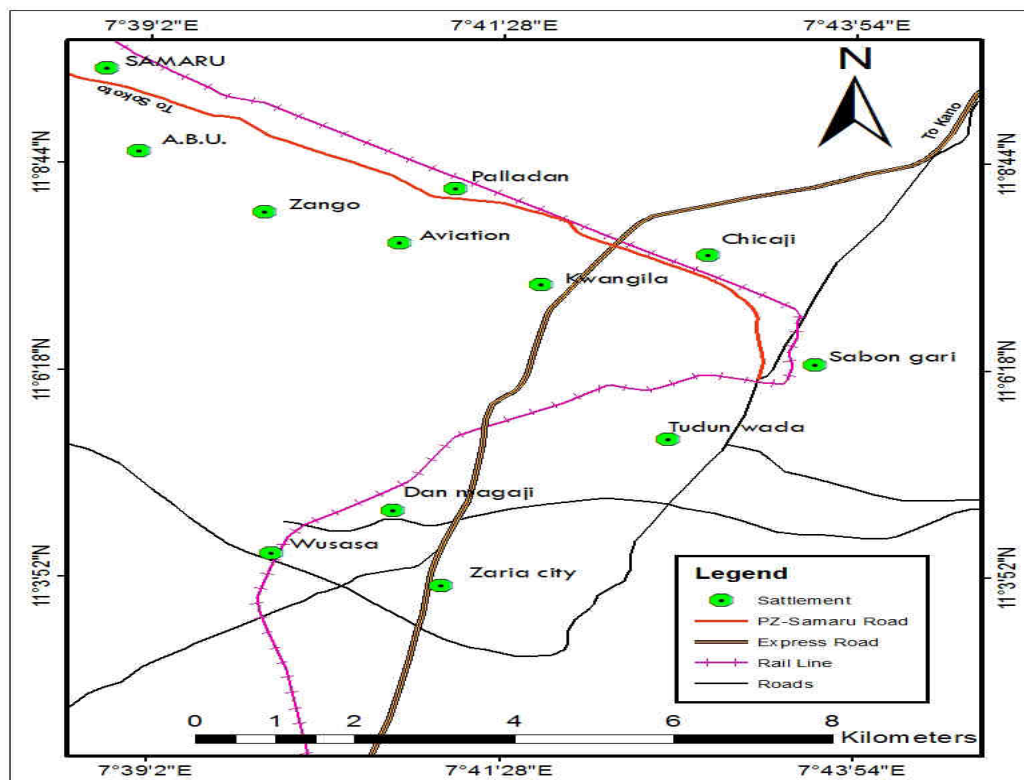 7°39'2"E 7°41'28"E 7°43'54"E
SAMARU
N
To Sokoto
To Kano
A.B.U.
11°8'44"N 11°8'44"N
Palladan
Zango
Aviation
Chicaji
Kwangila
11°6'18"N 11°6'18"N
Sabon gari
Tudun wada
Dan magaji
Wusasa
Zaria city
11°3'52"N 11°3'52"N
Legend
Sattlement
PZ-Samaru Road
Express Road
Rail Line
Roads
0 1 2 4 6 8
Kilometers
7°39'2"E 7°41'28"E 7°43'54"E